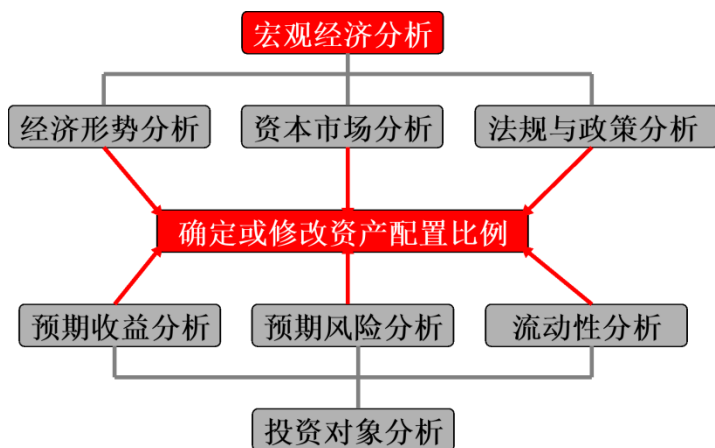 宏观经济分析
经济形势分析
资本市场分析
法规与政策分析
确定或修改资产配置比例
预期收益分析
预期风险分析
流动性分析
投资对象分析